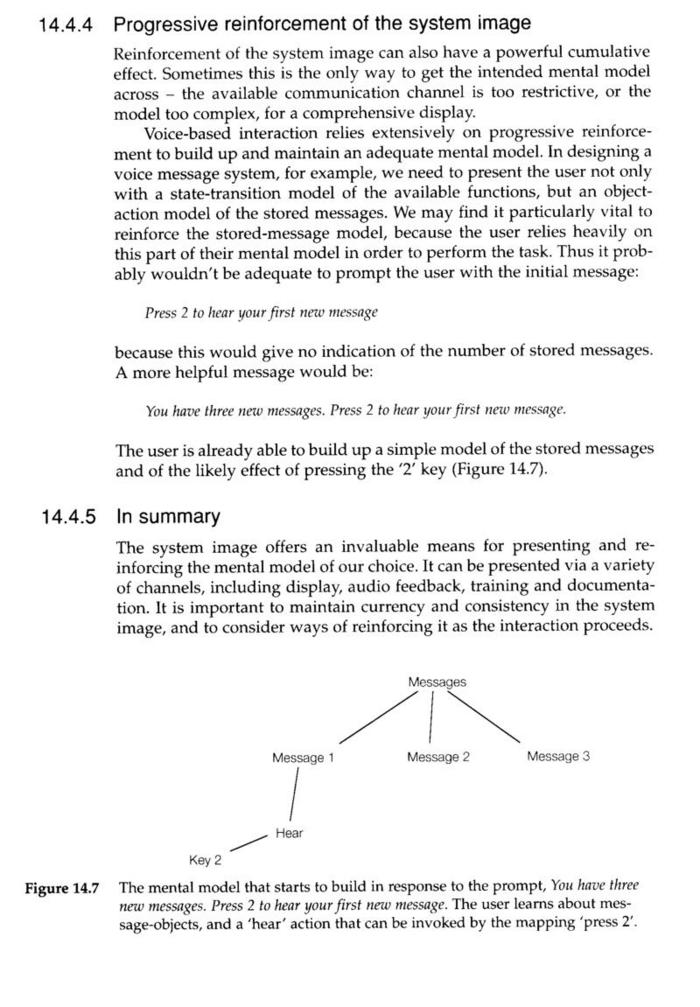 14.4.4 Progressive reinforcement of the system image
Reinforcement of the system image can also have a powerful cumulative
effect. Sometimes this is the only way to get the intended mental model
across – the available communication channel is too restrictive, or the
model too complex, for a comprehensive display.
Voice-based interaction relies extensively on progressive reinforce-
ment to build up and maintain an adequate mental model. In designing a
voice message system, for example, we need to present the user not only
with a state-transition model of the available functions, but an object-
action model of the stored messages. We may find it particularly vital to
reinforce the stored-message model, because the user relies heavily on
this part of their mental model in order to perform the task. Thus it prob-
ably wouldn't be adequate to prompt the user with the initial message:
Press 2 to hear your first new message
because this would give no indication of the number of stored messages.
A more helpful message would be:
You have three new messages. Press 2 to hear your first new message.
The user is already able to build up a simple model of the stored messages
and of the likely effect of pressing the '2' key (Figure 14.7).
14.4.5 In summary
The system image offers an invaluable means for presenting and re-
inforcing the mental model of our choice. It can be presented via a variety
of channels, including display, audio feedback, training and documenta-
tion. It is important to maintain currency and consistency in the system
image, and to consider ways of reinforcing it as the interaction proceeds.
Messages
Message 1 Message 2 Message 3
Hear
Key 2
Figure 14.7 The mental model that starts to build in response to the prompt, You have three
new messages. Press 2 to hear your first new message. The user learns about mes-
sage-objects, and a 'hear' action that can be invoked by the mapping 'press 2'.